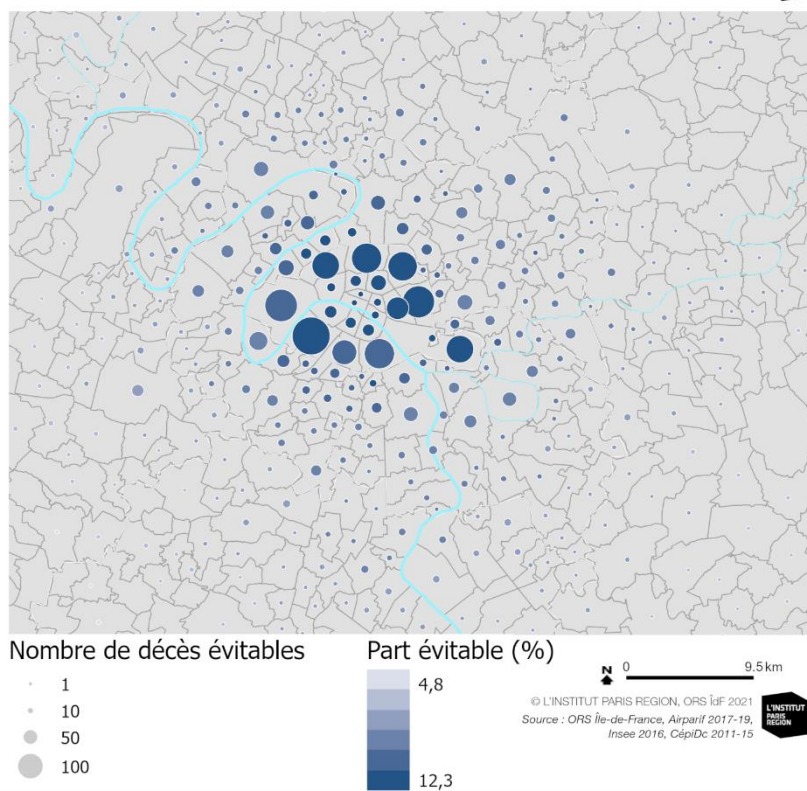 Nombre de décès évitables
1
10
50
100
Part évitable (%)
4,8
12,3
N
0 9.5 km
© L'INSTITUT PARIS REGION, ORS ÎdF 2021
Source : ORS Île-de-France, Airparif 2017-19,
Insee 2016, CépiDc 2011-15
L'INSTITUT
PARIS
REGION